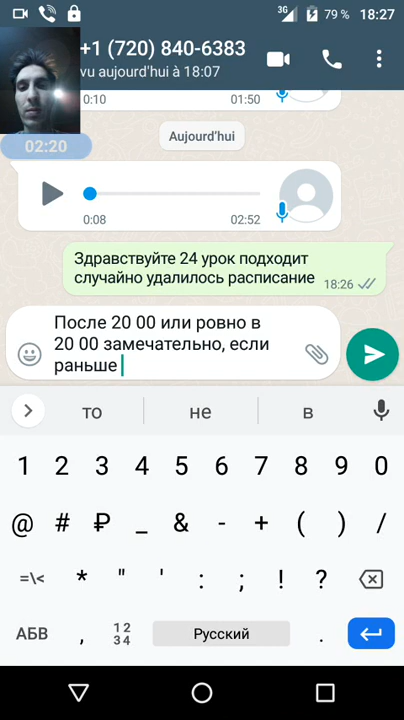 3G 79 % 18:27
+1 (720) 840-6383
vu aujourd'hui à 18:07
02:20
0:10 01:50
Aujourd'hui
0:08 02:52
Здравствуйте 24 урок подходит
случайно удалилось расписание 18:26
После 20 00 или ровно в
20 00 замечательно, если
раньше
то не в
1 2 3 4 5 6 7 8 9 0
@ # ₽ _ & - + ( ) /
=\< * " ' : ; ! ?
АБВ , 12 34 Русский .